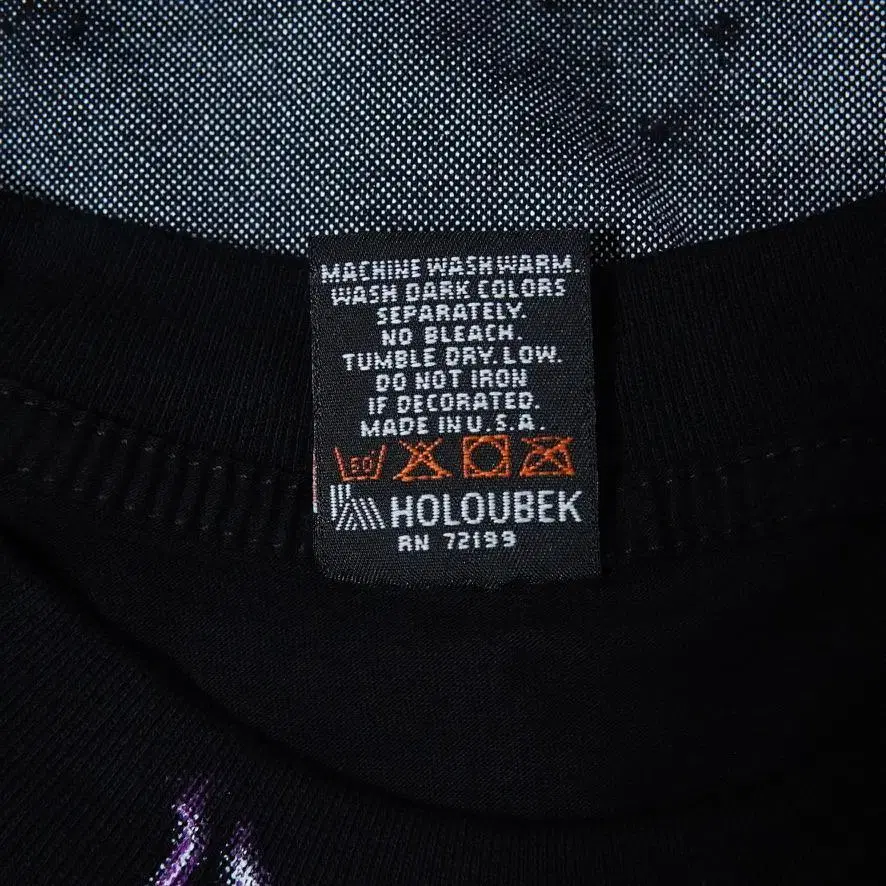 MACHINE WASH WARM.
WASH DARK COLORS
SEPARATELY.
NO BLEACH.
TUMBLE DRY. LOW.
DO NOT IRON
IF DECORATED.
MADE IN U.S.A.
30
HOLOUBEK
RN 72199